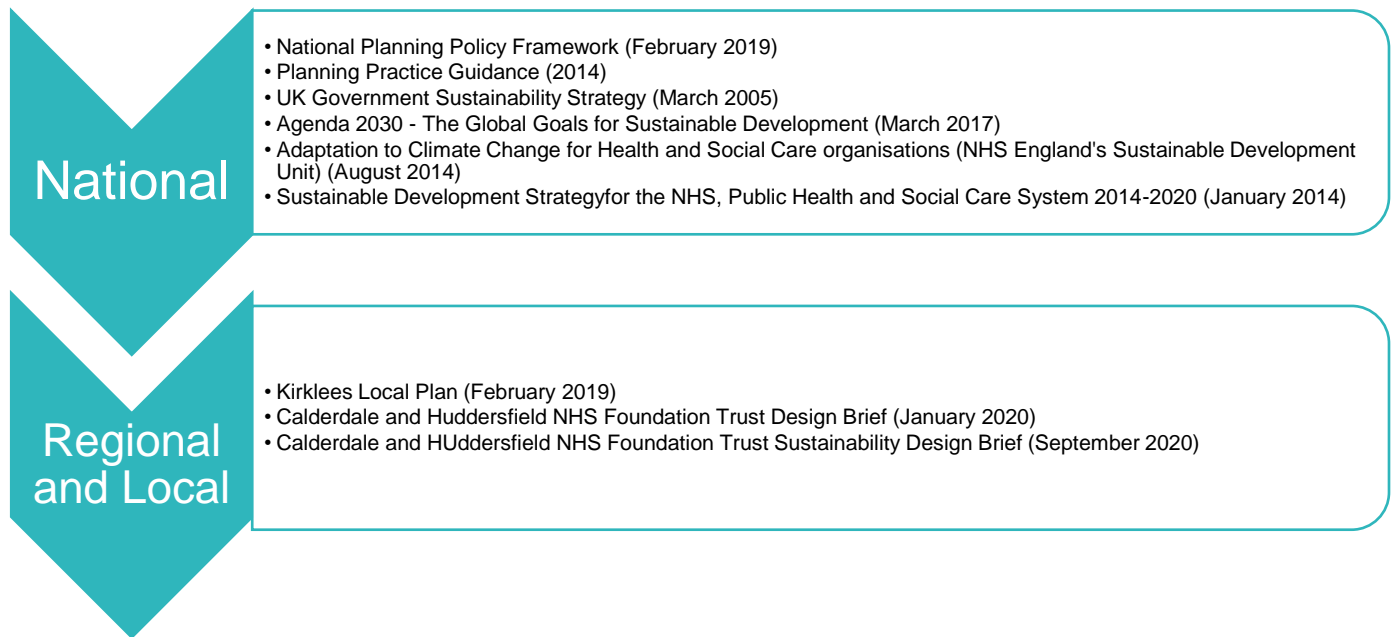 National
• National Planning Policy Framework (February 2019)
• Planning Practice Guidance (2014)
• UK Government Sustainability Strategy (March 2005)
• Agenda 2030 - The Global Goals for Sustainable Development (March 2017)
• Adaptation to Climate Change for Health and Social Care organisations (NHS England's Sustainable Development
Unit) (August 2014)
• Sustainable Development Strategyfor the NHS, Public Health and Social Care System 2014-2020 (January 2014)
Regional
and Local
• Kirklees Local Plan (February 2019)
• Calderdale and Huddersfield NHS Foundation Trust Design Brief (January 2020)
• Calderdale and HUddersfield NHS Foundation Trust Sustainability Design Brief (September 2020)